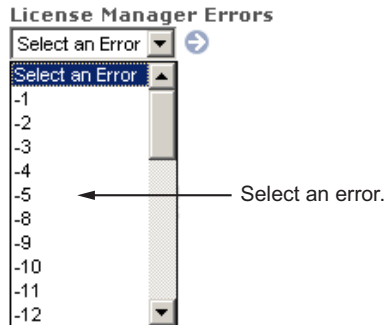 License Manager Errors
Select an Error
Select an Error
-1
-2
-3
-4
-5
Select an error.
-8
-9
-10
-11
-12